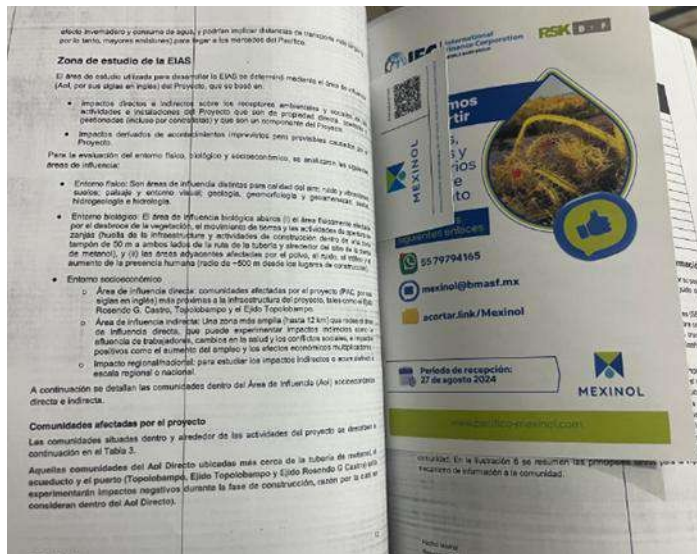 efecto invernadero y consumo de agua, y podrían implicar distancias de transporte más largas (y,
por lo tanto, mayores emisiones) para llegar a los mercados del Pacífico.
Zona de estudio de la EIAS
El área de estudio utilizada para desarrollar la EIAS se determinó mediante el área de influencia
(AoI, por sus siglas en inglés) del Proyecto, que se basó en:
• Impactos directos e indirectos sobre los receptores ambientales y sociales de las
actividades e instalaciones del Proyecto que son de propiedad directa,
gestionadas (incluso por contratistas) y que son un componente del Proyecto.
• Impactos derivados de acontecimientos imprevistos pero previsibles causados por el
Proyecto.
Para la evaluación del entorno físico, biológico y socioeconómico, se analizaron las siguientes
áreas de influencia:
• Entorno físico: Son áreas de influencia distintas para calidad del aire; ruido y vibraciones;
suelos; paisaje y entorno visual; geología, geomorfología y geoamenazas;
hidrogeología e hidrología.
• Entorno biológico: El área de influencia biológica abarca (i) el área físicamente afectada
por el desbroce de la vegetación, el movimiento de tierras y las actividades de apertura de
zanjas (huella de la infraestructura y actividades de construcción dentro de una zona
tampón de 50 m a ambos lados de la ruta de la tubería y alrededor del sitio de la planta
de metanol), y (ii) las áreas adyacentes afectadas por el polvo, el ruido, el tráfico y el
aumento de la presencia humana (radio de ~500 m desde los lugares de construcción).
• Entorno socioeconómico
o Área de influencia directa: comunidades afectadas por el proyecto (PAC, por sus
siglas en inglés) más próximas a la infraestructura del proyecto, tales como el Ejido
Rosendo G. Castro, Topolobampo y el Ejido Topolobampo.
o Área de influencia indirecta: Una zona más amplia (hasta 12 km) que rodea el área
de influencia directa, que puede experimentar impactos indirectos como la
afluencia de trabajadores, cambios en la salud y los conflictos sociales, e impactos
positivos como el aumento del empleo y los efectos económicos multiplicadores.
o Impacto regional/nacional: para estudiar los impactos indirectos o acumulativos a
escala regional o nacional.
A continuación se detallan las comunidades dentro del Área de Influencia (AoI) socioeconómica
directa e indirecta.
Comunidades afectadas por el proyecto
Las comunidades situadas dentro y alrededor de las actividades del proyecto se describen a
continuación en el Tabla 3.
Aquellas comunidades del AoI Directo ubicadas más cerca de la tubería de metanol, el
acueducto y el puerto (Topolobampo, Ejido Topolobampo y Ejido Rosendo G Castro)
experimentarán impactos negativos durante la fase de construcción, razón por la cual se
consideran dentro del AoI Directo).
IFC International
Finance Corporation
RSK
MEXINOL
siguientes enlaces
5579794165
mexinol@bmasf.mx
acortar.link/Mexinol
Periodo de recepción:
27 de agosto 2024
MEXINOL
www.pacifico-mexinol.com
comunidad. En la ilustración 6 se resumen las principales
mecanismo de información a la comunidad.